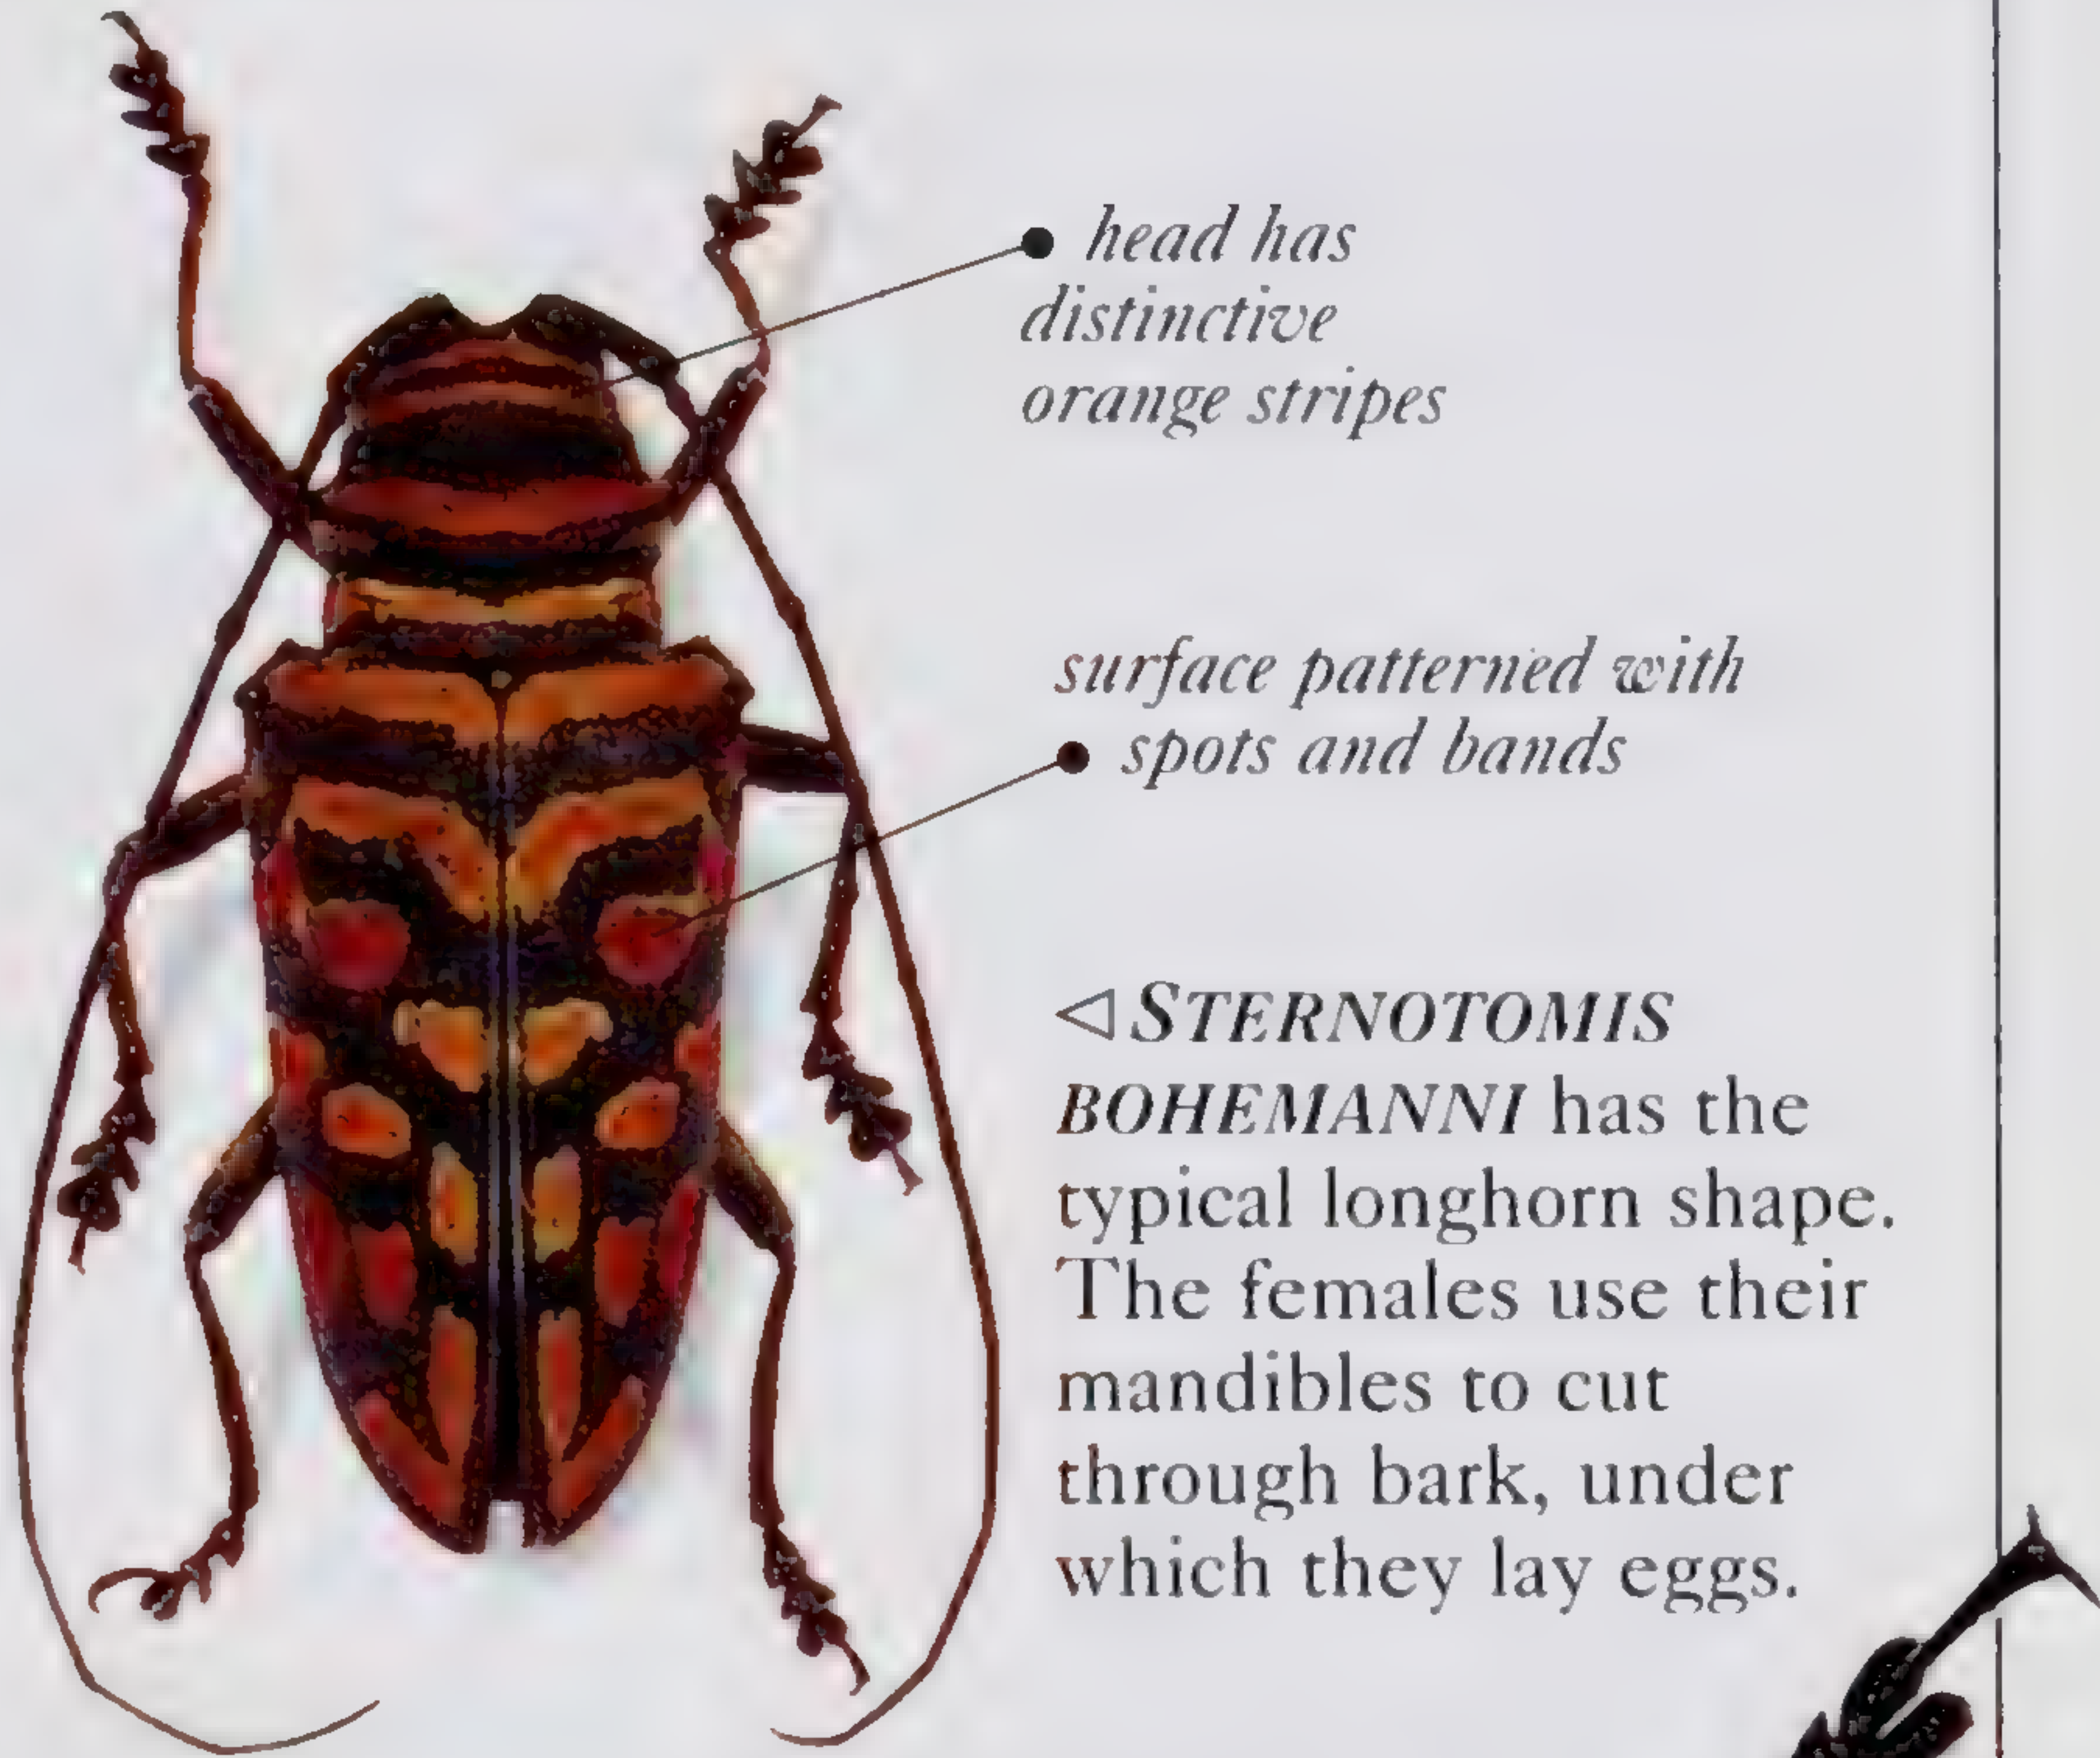 head has
distinctive
orange stripes
surface patterned with
spots and bands
◁ STERNOTOMIS
BOHEMANNI has the
typical longhorn shape.
The females use their
mandibles to cut
through bark, under
which they lay eggs.